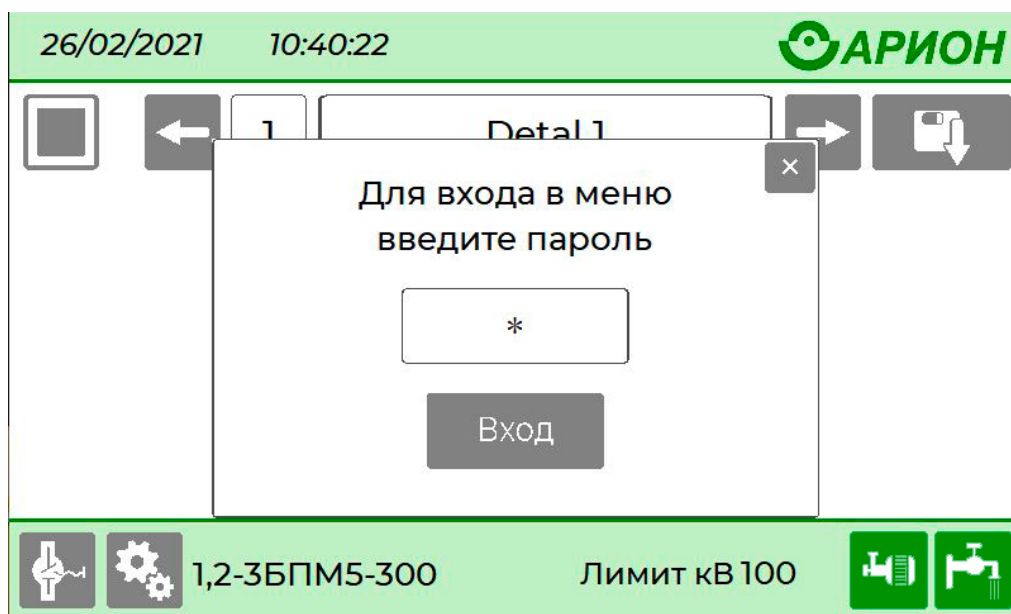 26/02/2021 10:40:22 АРИОН
1 Detal 1
×
Для входа в меню
введите пароль
*
Вход
1,2-3БПМ5-300 Лимит кВ 100